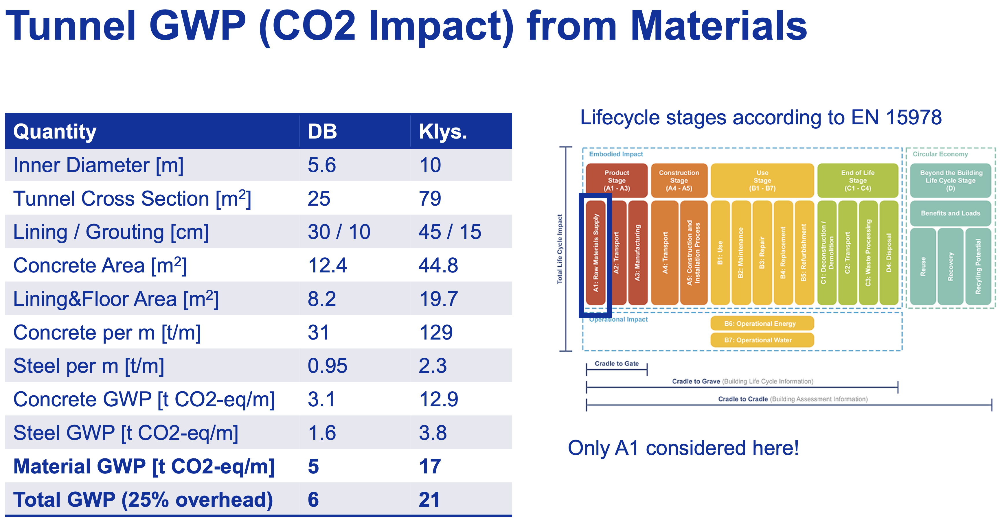 Tunnel GWP (CO2 Impact) from Materials
Quantity DB Klys.
Inner Diameter [m] 5.6 10
Tunnel Cross Section [m²] 25 79
Lining / Grouting [cm] 30 / 10 45 / 15
Concrete Area [m²] 12.4 44.8
Lining&Floor Area [m²] 8.2 19.7
Concrete per m [t/m] 31 129
Steel per m [t/m] 0.95 2.3
Concrete GWP [t CO2-eq/m] 3.1 12.9
Steel GWP [t CO2-eq/m] 1.6 3.8
Material GWP [t CO2-eq/m] 5 17
Total GWP (25% overhead) 6 21
Lifecycle stages according to EN 15978
Total Life Cycle Impact
Embodied Impact
Product
Stage
(A1 - A3)
Construction
Stage
(A4 - A5)
Use
Stage
(B1 - B7)
End of Life
Stage
(C1 - C4)
A1: Raw Materials Supply
A2: Transport
A3: Manufacturing
A4: Transport
A5: Construction and
Installation Process
B1: Use
B2: Maintenance
B3: Repair
B4: Replacement
B5: Refurbishment
C1: Deconstruction /
Demolition
C2: Transport
C3: Waste Processing
D4: Disposal
Circular Economy
Beyond the Building
Life Cycle Stage
(D)
Benefits and Loads
Reuse
Recovery
Recyling Potential
Operational Impact
B6: Operational Energy
B7: Operational Water
Cradle to Gate
Cradle to Grave (Building Life Cycle Information)
Cradle to Cradle (Building Assessment Information)
Only A1 considered here!